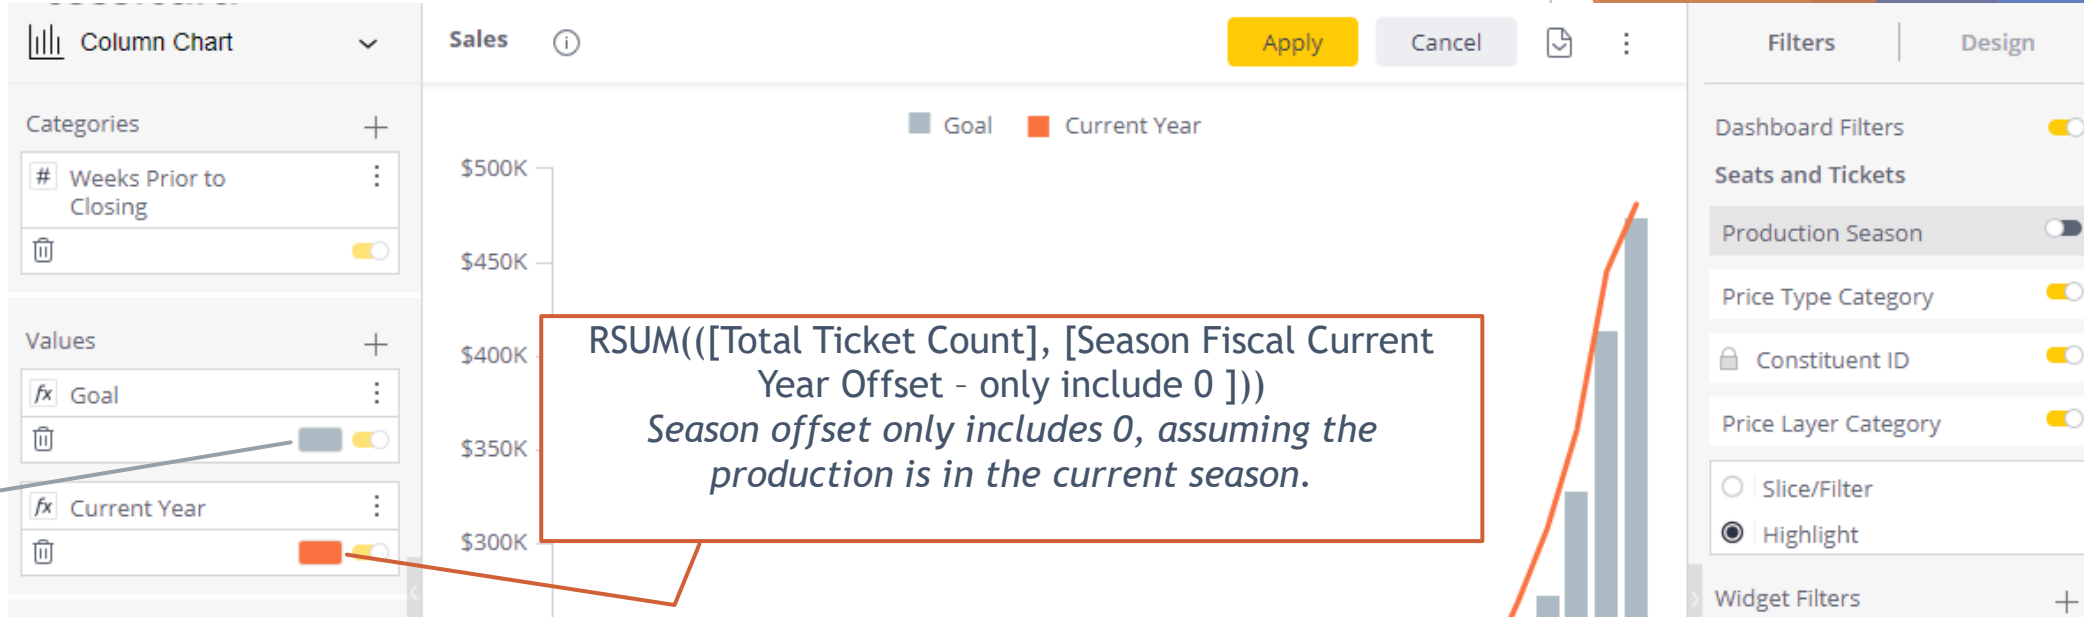 Column Chart
Categories
# Weeks Prior to
Closing
Values
fx Goal
fx Current Year
Sales
Apply
Cancel
Goal
Current Year
$500K
$450K
$400K
$350K
$300K
RSUM(([Total Ticket Count], [Season Fiscal Current
Year Offset – only include 0 ]))
Season offset only includes 0, assuming the
production is in the current season.
Filters
Design
Dashboard Filters
Seats and Tickets
Production Season
Price Type Category
Constituent ID
Price Layer Category
Slice/Filter
Highlight
Widget Filters